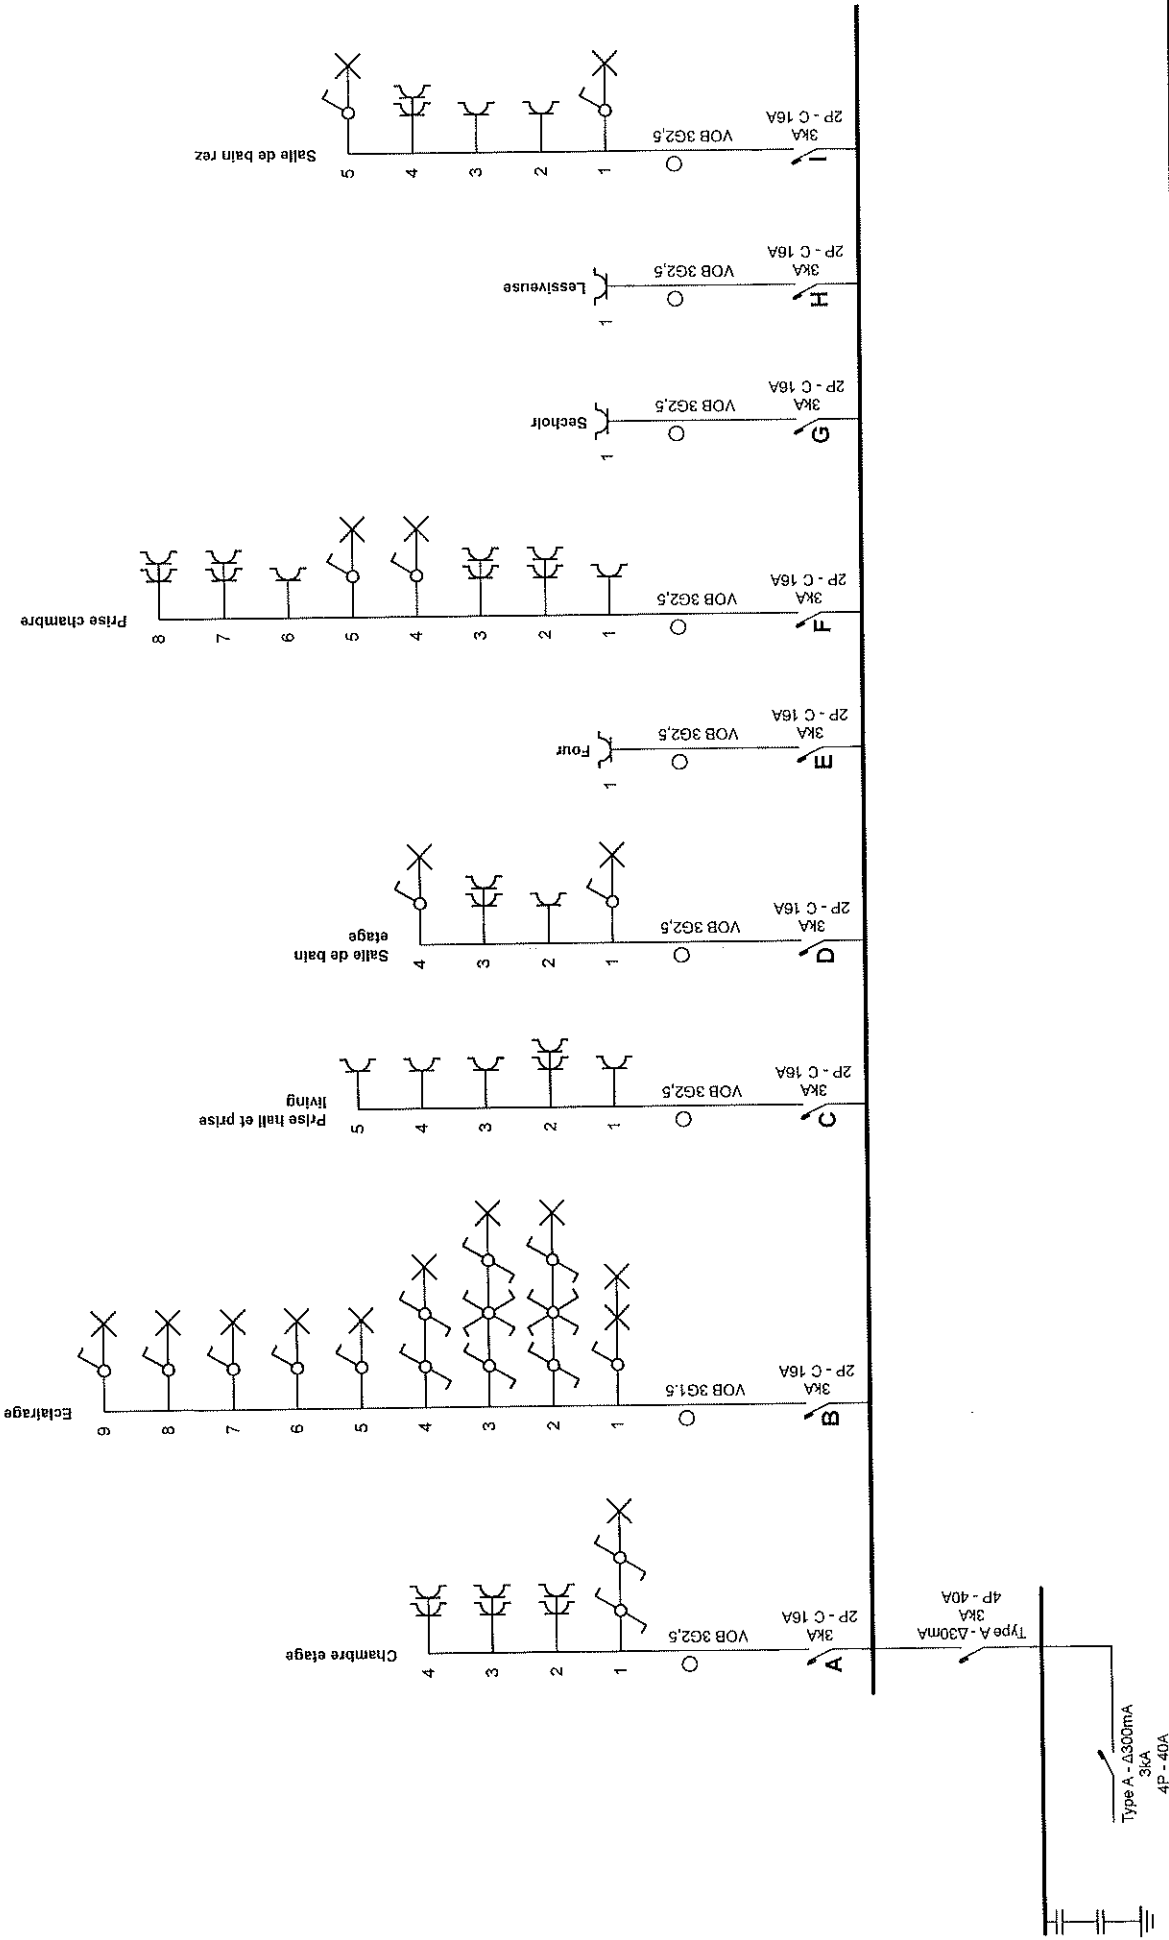 Type A - Δ300mA
3kA
4P - 40A
Type A - Δ30mA
3kA
4P - 40A
Chambre etage
4
3
2
1
VOB 3G2,5
A
2P - C 16A
3kA
Eclairage
9
8
7
6
5
4
3
2
1
VOB 3G1.5
B
2P - C 16A
3kA
Prise hall et prise
living
5
4
3
2
1
VOB 3G2,5
C
2P - C 16A
3kA
Salle de bain
etage
4
3
2
1
VOB 3G2,5
D
2P - C 16A
3kA
Four
1
VOB 3G2,5
E
2P - C 16A
3kA
Prise chambre
8
7
6
5
4
3
2
1
VOB 3G2,5
F
2P - C 16A
3kA
Sechoir
1
VOB 3G2,5
G
2P - C 16A
3kA
Lessiveuse
1
VOB 3G2,5
H
2P - C 16A
3kA
Salle de bain rez
5
4
3
2
1
VOB 3G2,5
I
2P - C 16A
3kA